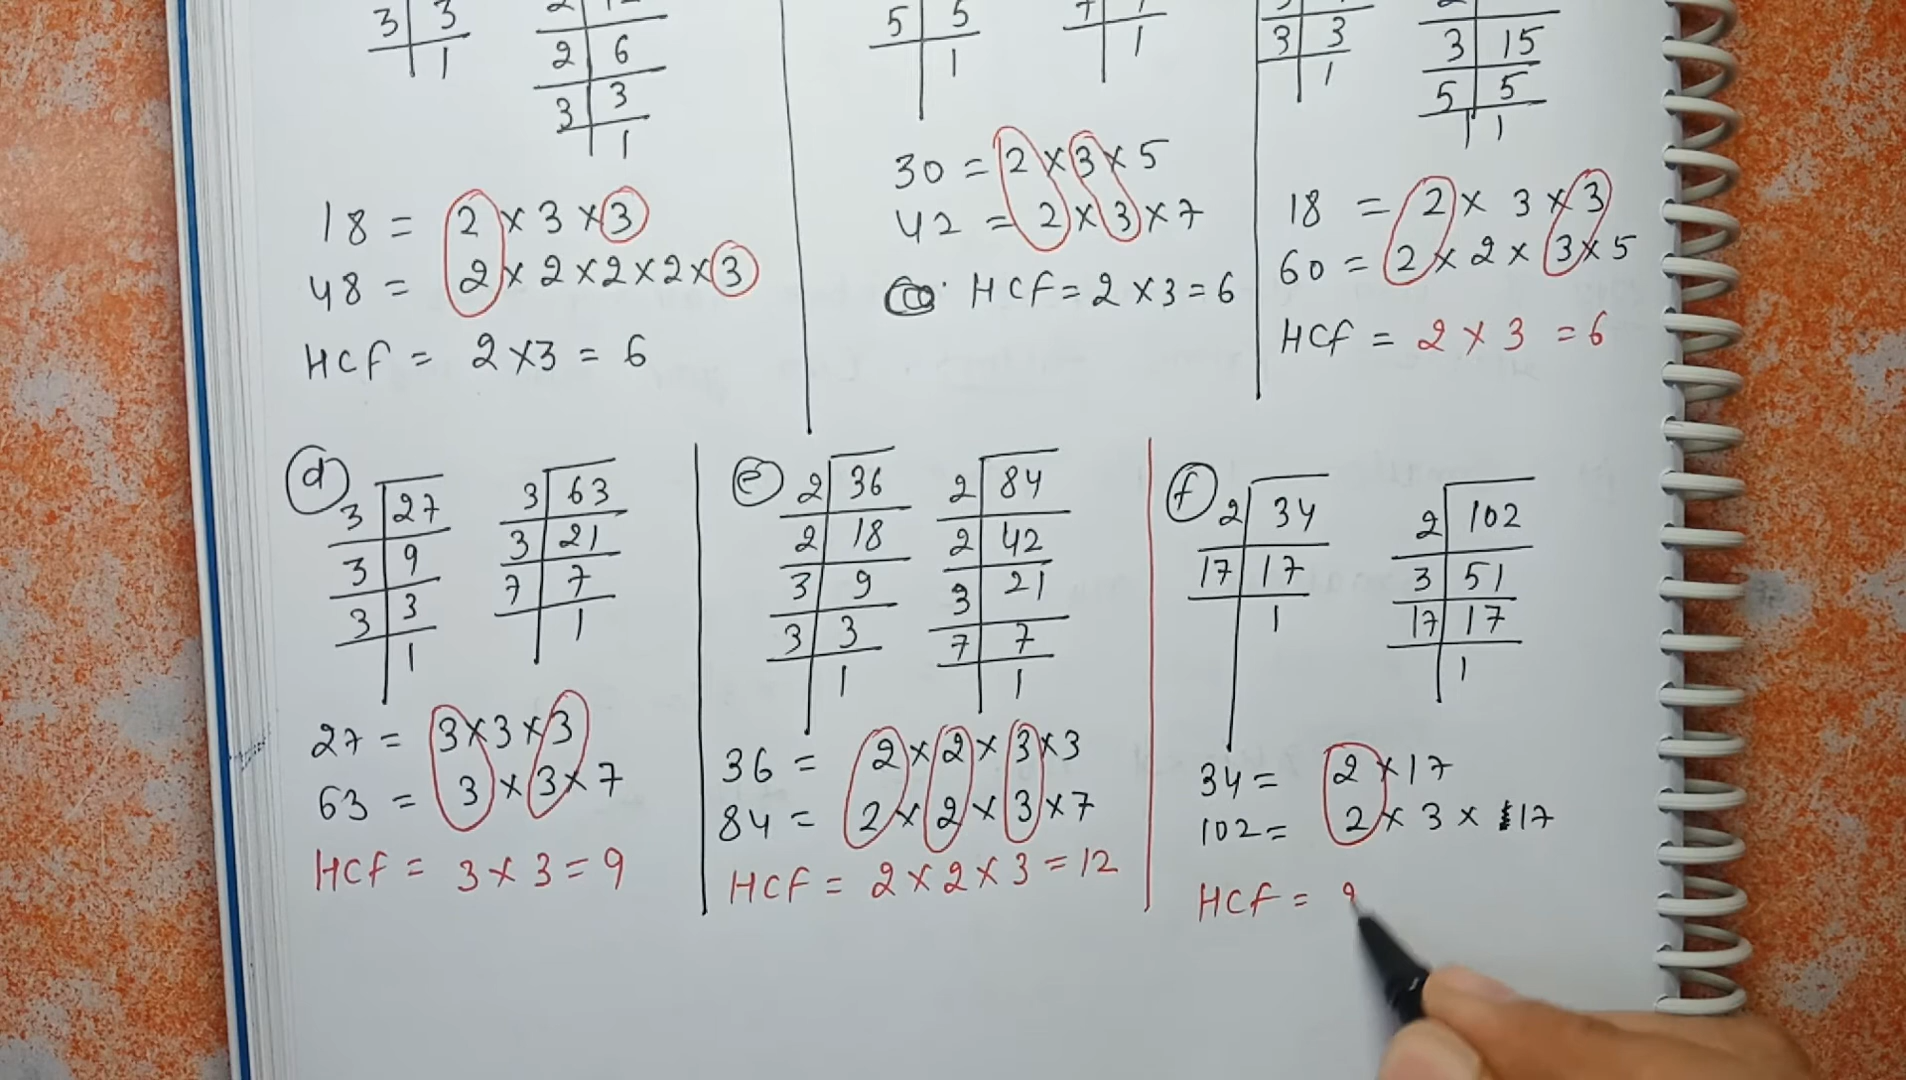 3 3
1
2
2 6
3 3
1
18 = 2 × 3 × 3
48 = 2 × 2 × 2 × 2 × 3
HCF = 2 × 3 = 6
5 5
1
7
1
30 = 2 × 3 × 5
42 = 2 × 3 × 7
HCF = 2 × 3 = 6
3 3
1
3 15
5 5
1
18 = 2 × 3 × 3
60 = 2 × 2 × 3 × 5
HCF = 2 × 3 = 6
d
3 27
3 9
3 3
1
3 63
3 21
7 7
1
27 = 3 × 3 × 3
63 = 3 × 3 × 7
HCF = 3 × 3 = 9
e
2 36
2 18
3 9
3 3
1
2 84
2 42
3 21
7 7
1
36 = 2 × 2 × 3 × 3
84 = 2 × 2 × 3 × 7
HCF = 2 × 2 × 3 = 12
f
2 34
17 17
1
2 102
3 51
17 17
1
34 = 2 × 17
102 = 2 × 3 × 17
HCF =